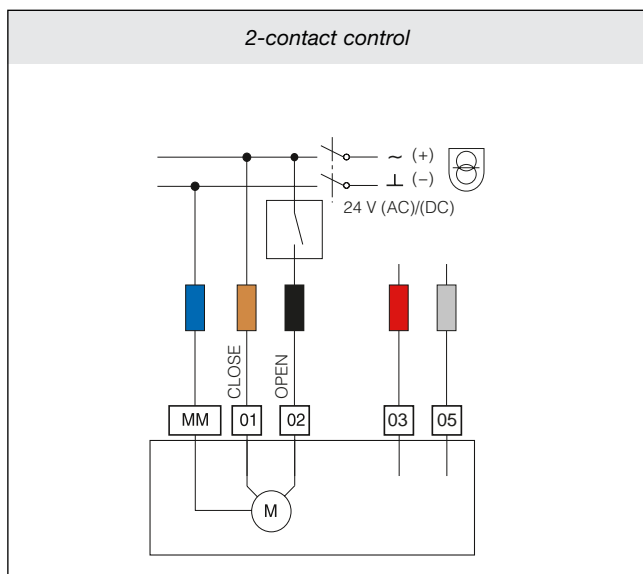 2-contact control
~ (+)
⊥ (−)
24 V (AC)/(DC)
CLOSE
OPEN
MM 01 02 03 05
M